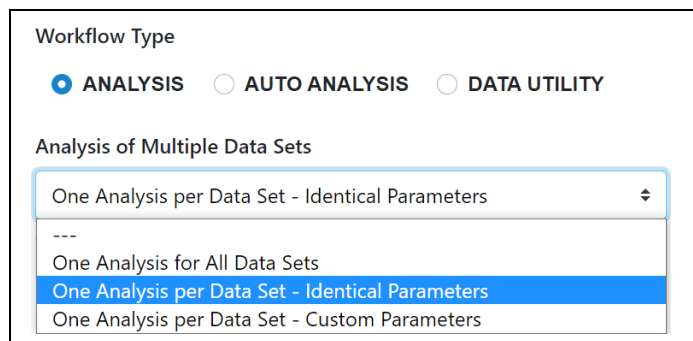 Workflow Type
ANALYSIS AUTO ANALYSIS DATA UTILITY
Analysis of Multiple Data Sets
One Analysis per Data Set - Identical Parameters
---
One Analysis for All Data Sets
One Analysis per Data Set - Identical Parameters
One Analysis per Data Set - Custom Parameters